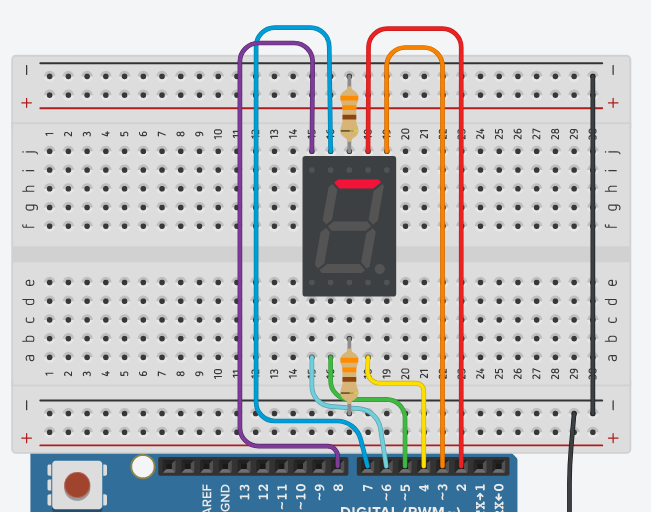 − −
+ +
1 2 3 4 5 6 7 8 9 10 11 12 13 14 15 16 18 19 20 21 22 23 24 25 26 27 28 29 30
j j
i i
h h
g g
f f
e e
d d
c c
b b
a a
1 2 3 4 5 6 7 8 9 10 11 12 13 14 15 16 18 19 20 21 22 23 24 25 26 27 28 29 30
− −
+ +
AREF GND 13 12 ~11 ~10 ~9 8 7 ~6 ~5 4 ~3 2 TX→1 RX←0
DIGITAL (PWM~)